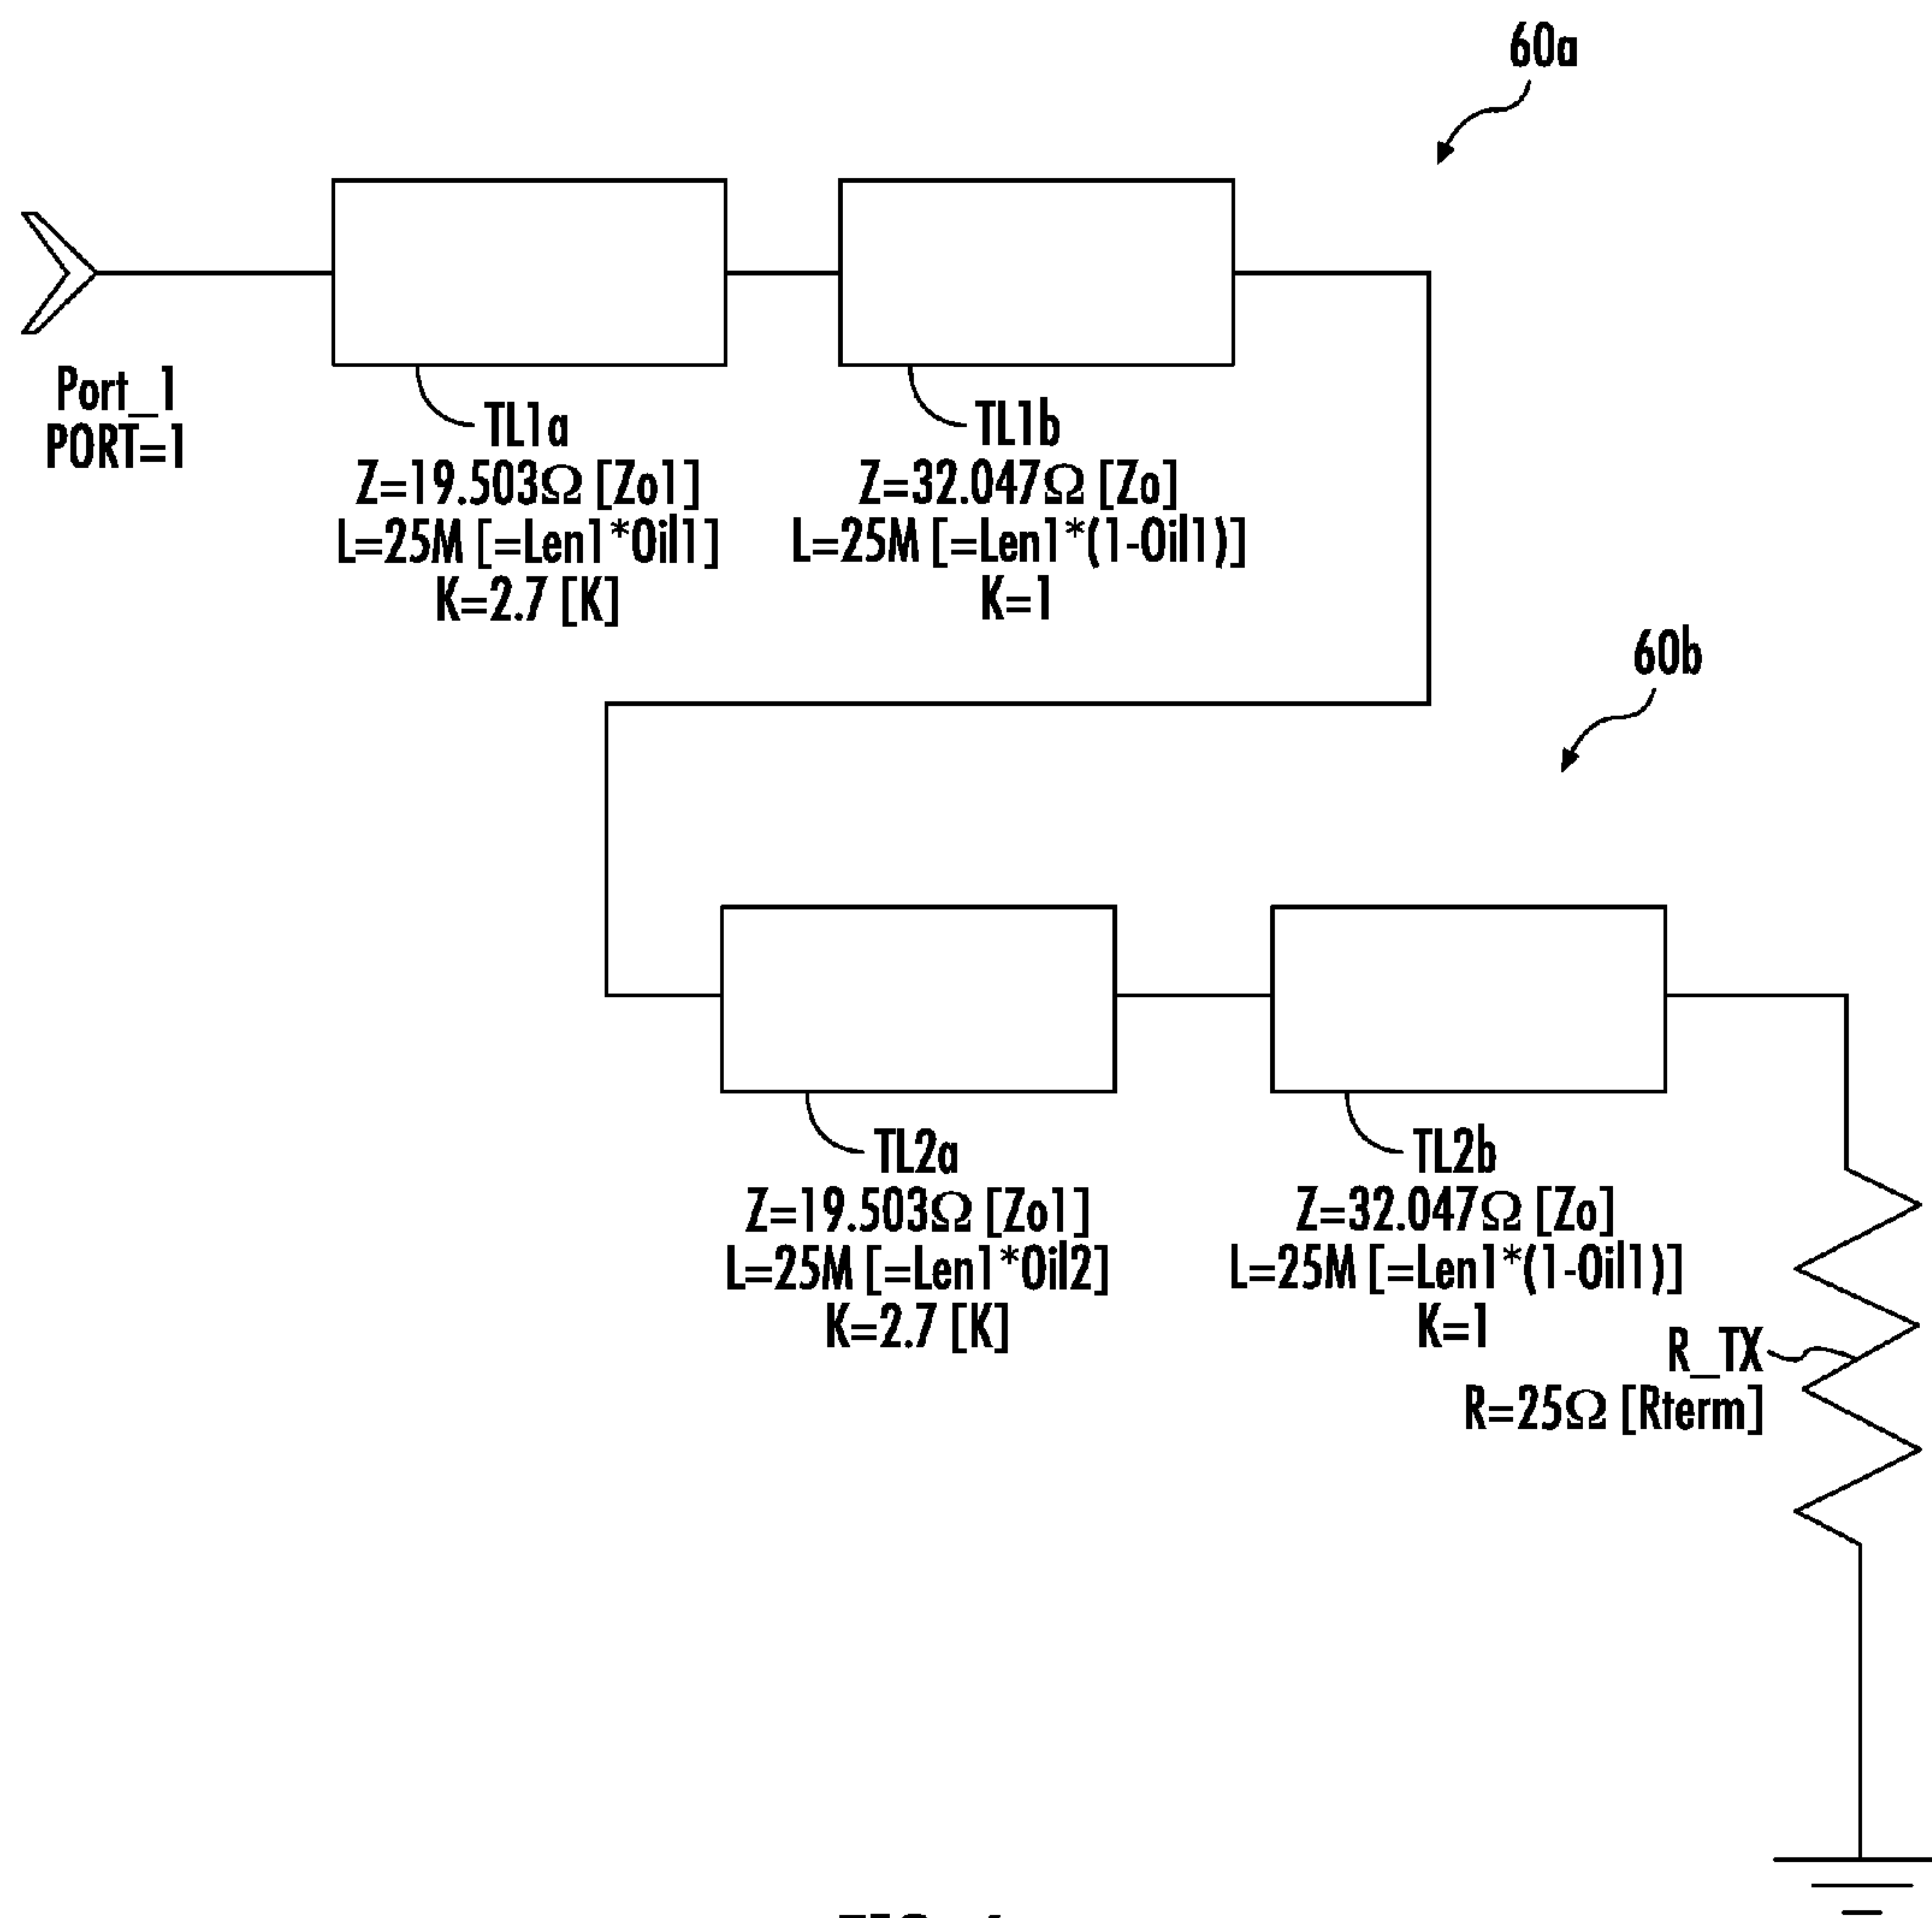 60a
Port_1
PORT=1
TL1a
Z=19.503Ω [Zo1]
L=25M [=Len1*Oil1]
K=2.7 [K]
TL1b
Z=32.047Ω [Zo]
L=25M [=Len1*(1-Oil1)]
K=1
60b
TL2a
Z=19.503Ω [Zo1]
L=25M [=Len1*Oil2]
K=2.7 [K]
TL2b
Z=32.047Ω [Zo]
L=25M [=Len1*(1-Oil1)]
K=1
R_TX
R=25Ω [Rterm]